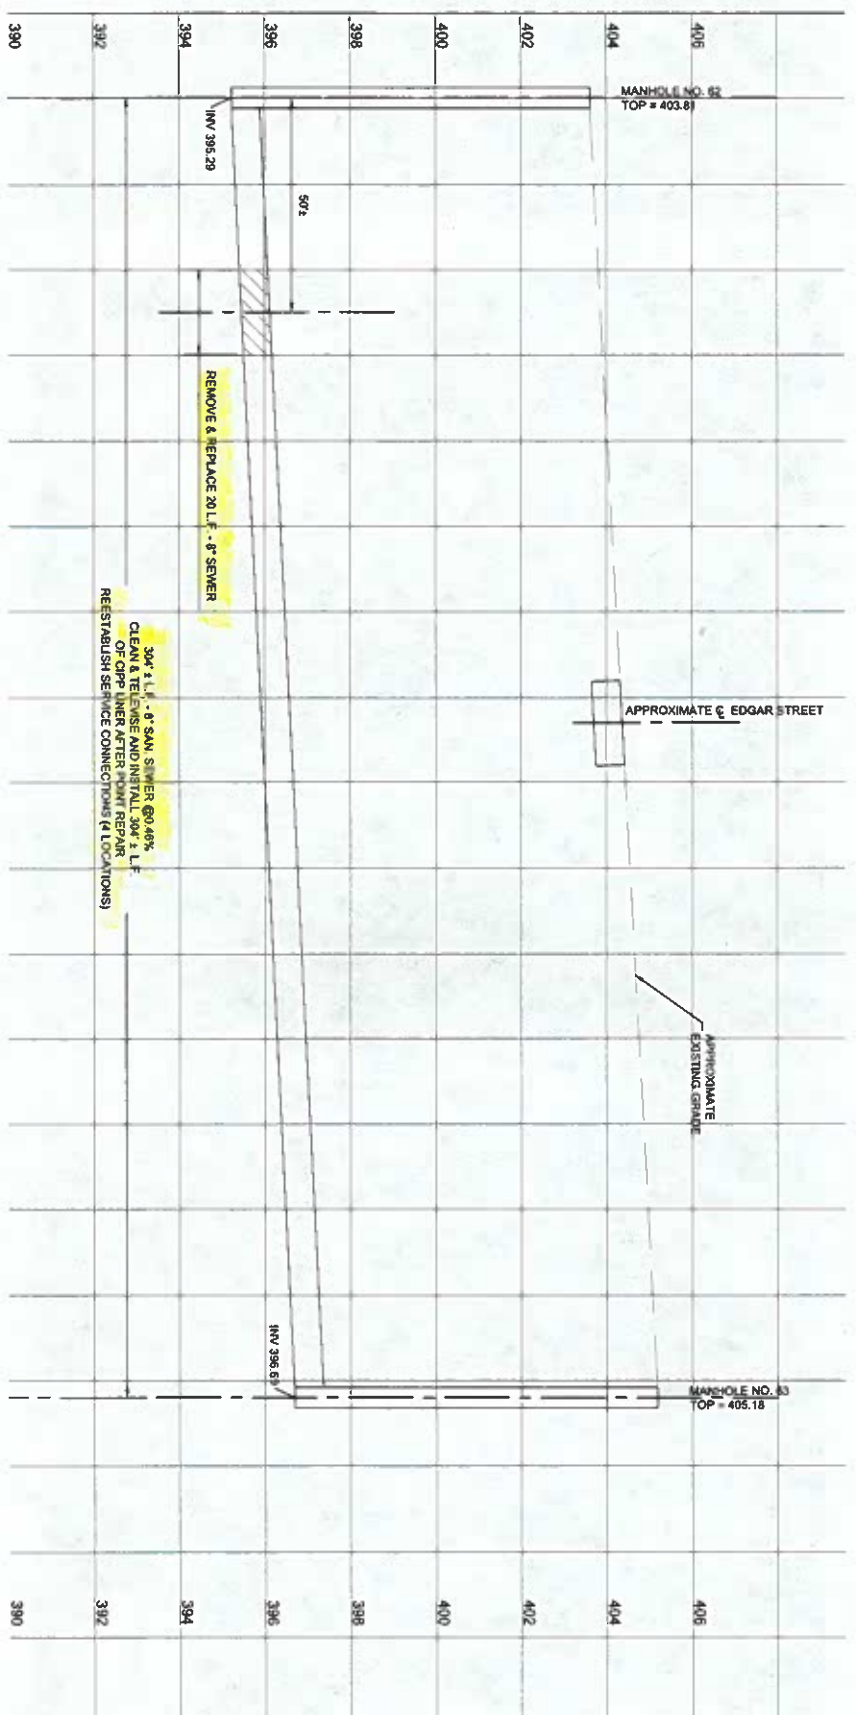 406
404
402
400
398
396
394
392
390
MANHOLE NO. 62
TOP = 403.81
INV 395.29
50'±
REMOVE & REPLACE 20 L.F. - 8" SEWER
304' ± L.F. - 8" SAN. SEWER @0.46%
CLEAN & TELEVISE AND INSTALL 304' ± L.F.
OF CIPP LINER AFTER POINT REPAIR
REESTABLISH SERVICE CONNECTIONS (4 LOCATIONS)
APPROXIMATE ℄ EDGAR STREET
APPROXIMATE
EXISTING GRADE
INV 396.69
MANHOLE NO. 63
TOP = 405.18
406
404
402
400
398
396
394
392
390